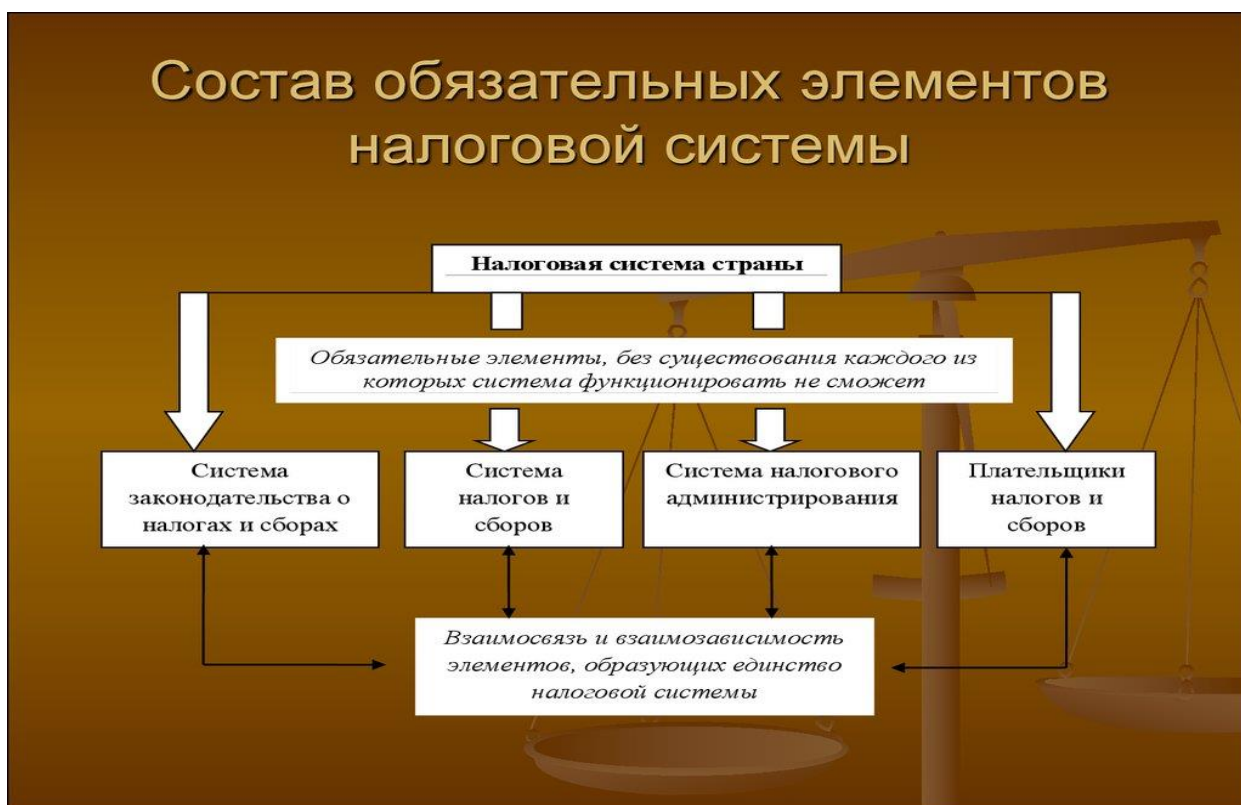 Состав обязательных элементов
налоговой системы
Налоговая система страны
Обязательные элементы, без существования каждого из
которых система функционировать не сможет
Система
законодательства о
налогах и сборах
Система
налогов и
сборов
Система налогового
администрирования
Плательщики
налогов и
сборов
Взаимосвязь и взаимозависимость
элементов, образующих единство
налоговой системы